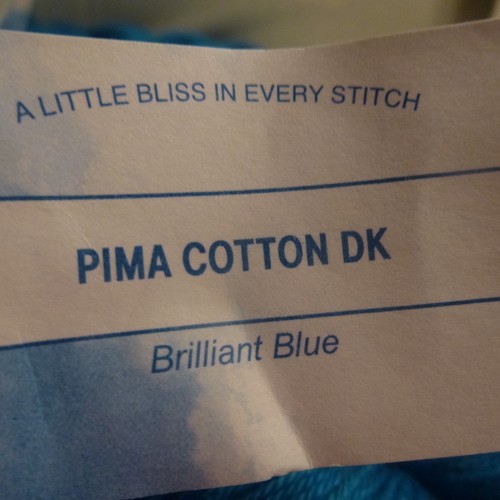 A LITTLE BLISS IN EVERY STITCH
PIMA COTTON DK
Brilliant Blue